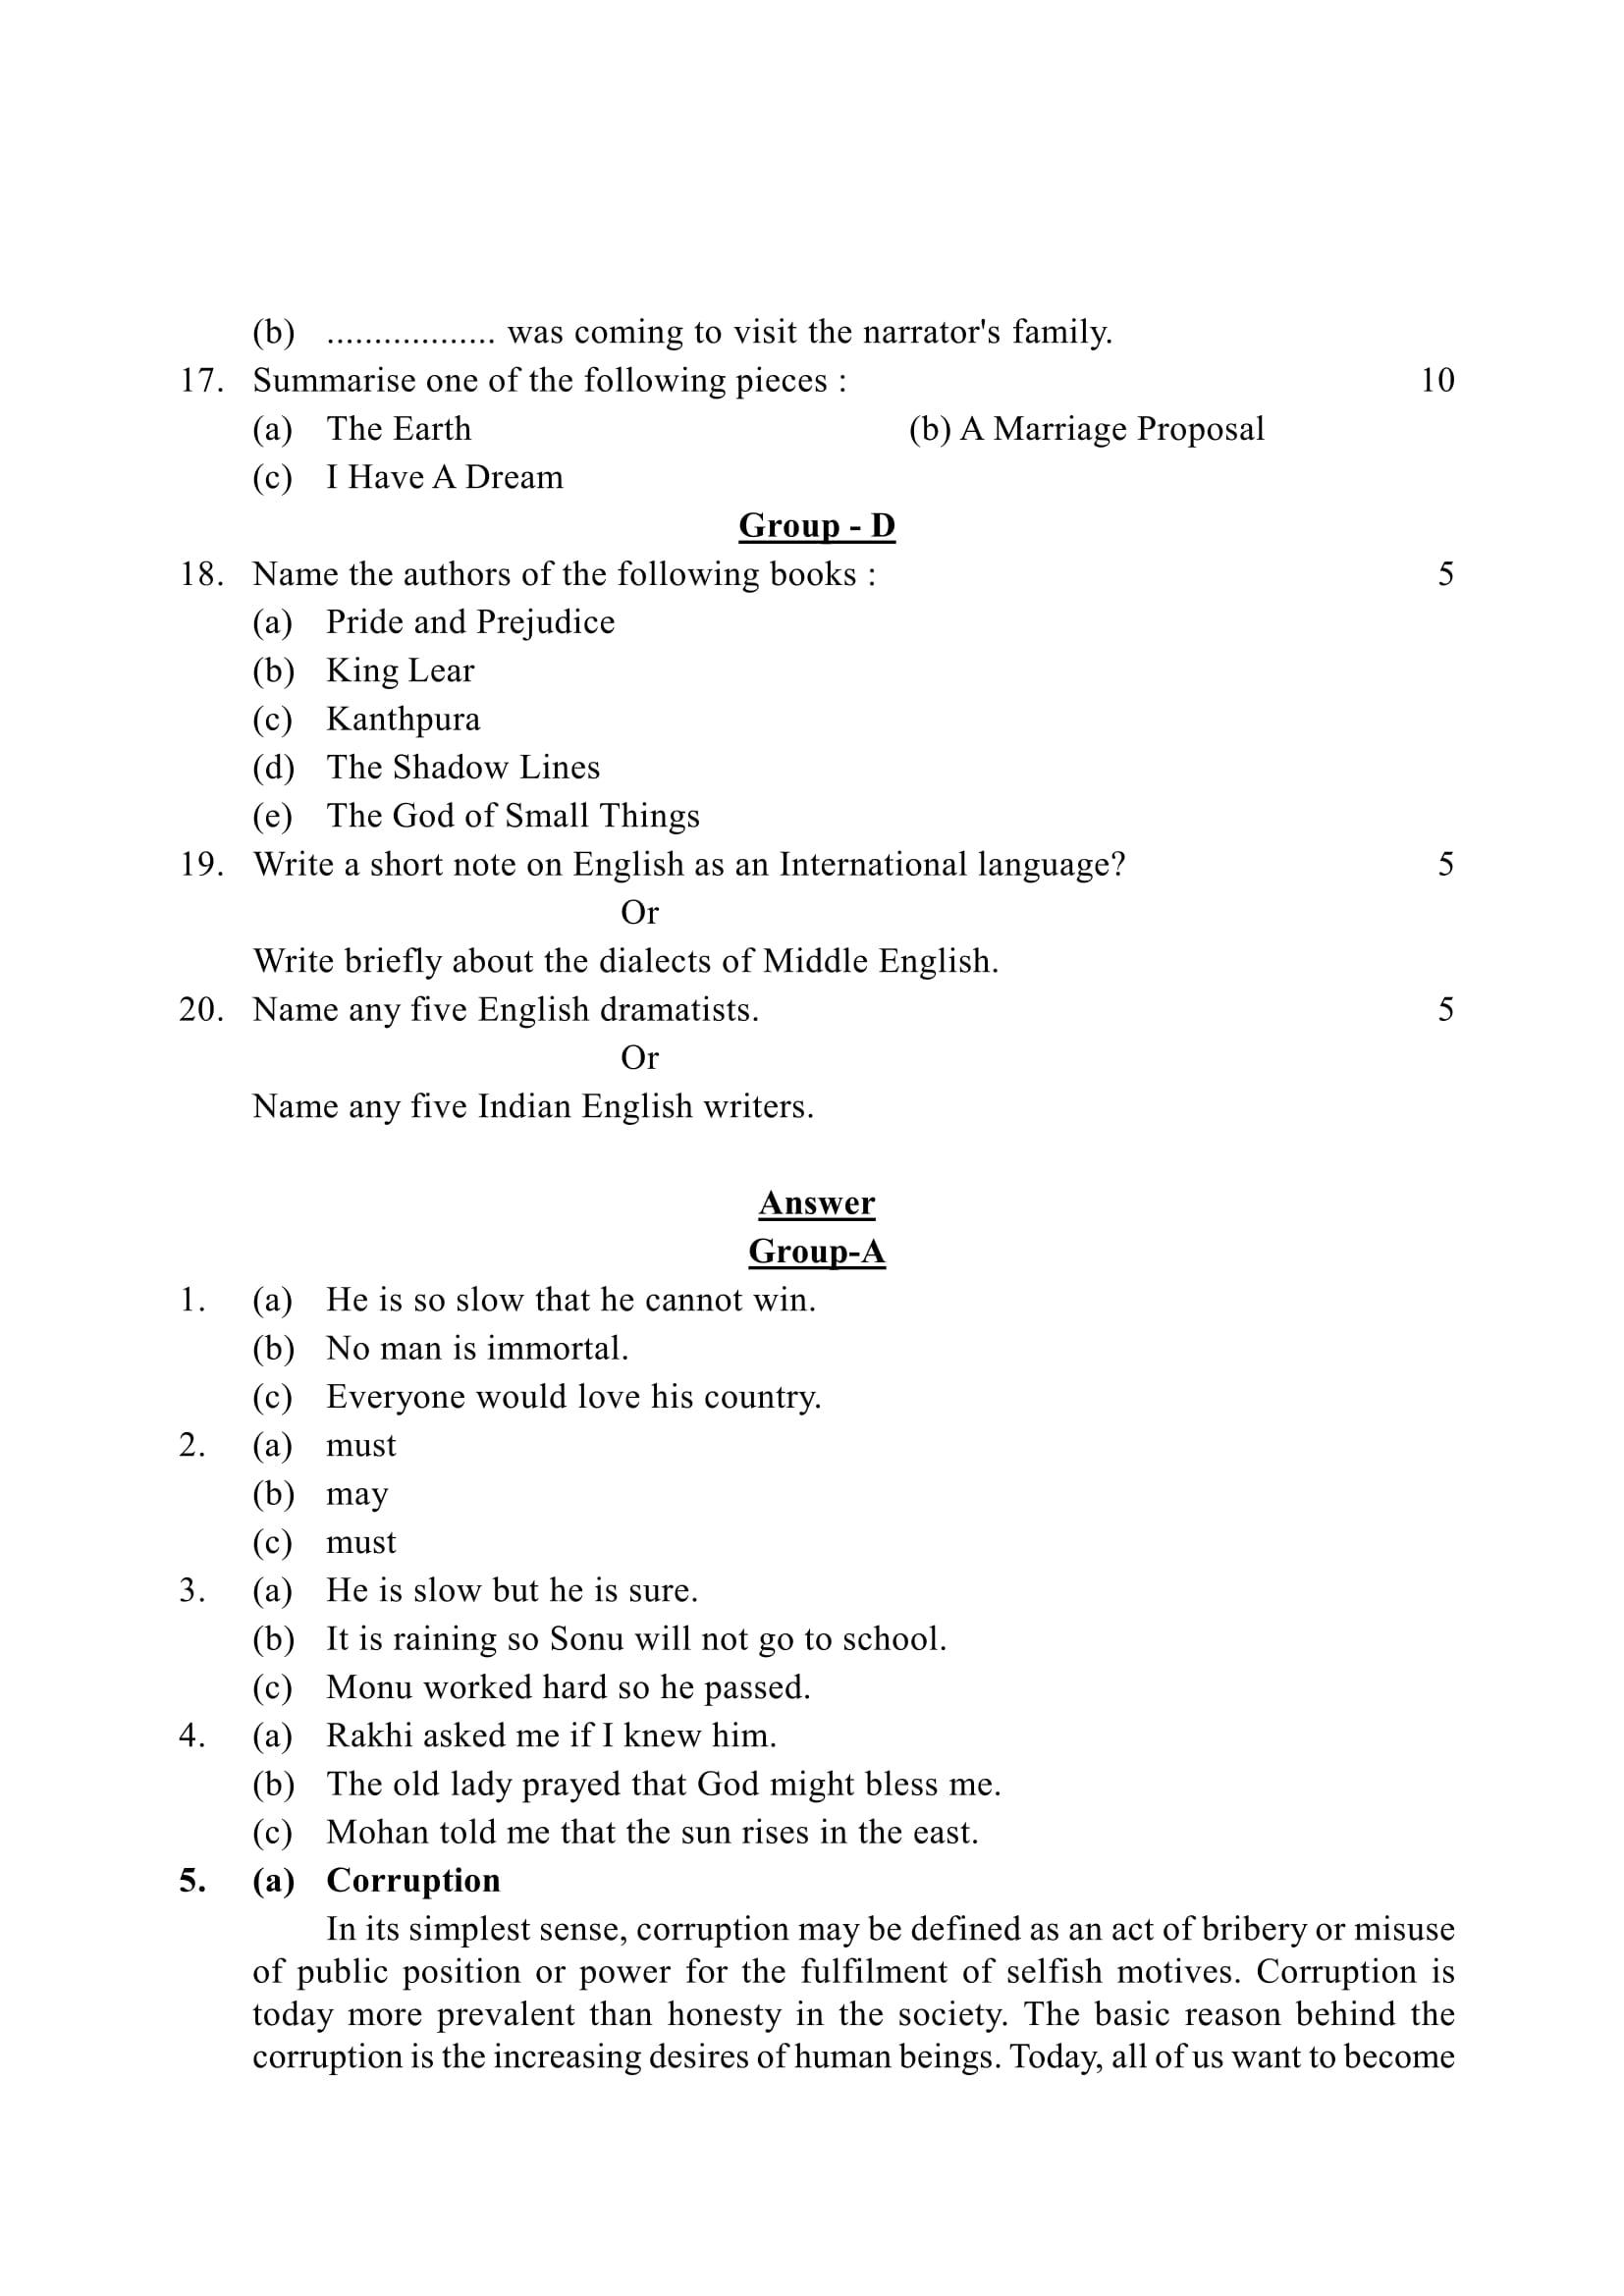 (b) .................. was coming to visit the narrator's family.
17. Summarise one of the following pieces : 10
(a) The Earth (b) A Marriage Proposal
(c) I Have A Dream
Group - D
18. Name the authors of the following books : 5
(a) Pride and Prejudice
(b) King Lear
(c) Kanthpura
(d) The Shadow Lines
(e) The God of Small Things
19. Write a short note on English as an International language? 5
Or
Write briefly about the dialects of Middle English.
20. Name any five English dramatists. 5
Or
Name any five Indian English writers.
Answer
Group-A
1. (a) He is so slow that he cannot win.
(b) No man is immortal.
(c) Everyone would love his country.
2. (a) must
(b) may
(c) must
3. (a) He is slow but he is sure.
(b) It is raining so Sonu will not go to school.
(c) Monu worked hard so he passed.
4. (a) Rakhi asked me if I knew him.
(b) The old lady prayed that God might bless me.
(c) Mohan told me that the sun rises in the east.
5. (a) Corruption
In its simplest sense, corruption may be defined as an act of bribery or misuse
of public position or power for the fulfilment of selfish motives. Corruption is
today more prevalent than honesty in the society. The basic reason behind the
corruption is the increasing desires of human beings. Today, all of us want to become